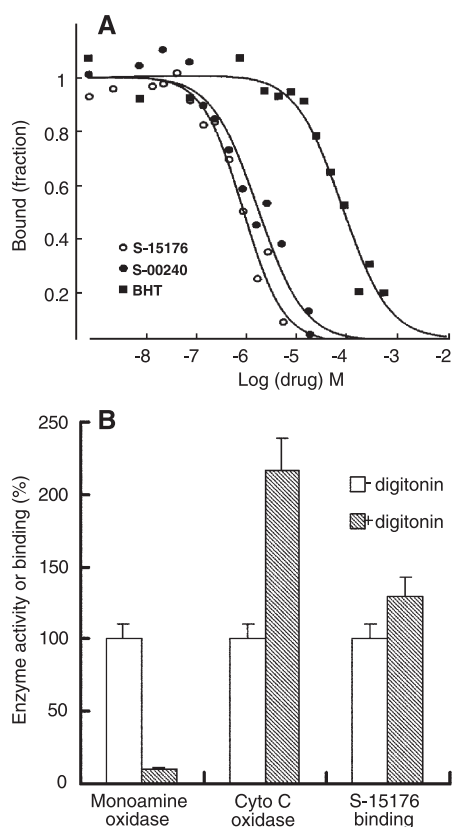 A
Bound (fraction)
1
0.8
0.6
0.4
0.2
S-15176
S-00240
BHT
-8 -7 -6 -5 -4 -3 -2
Log (drug) M
B
Enzyme activity or binding (%)
250
200
150
100
50
0
- digitonin
+ digitonin
Monoamine oxidase
Cyto C oxidase
S-15176 binding